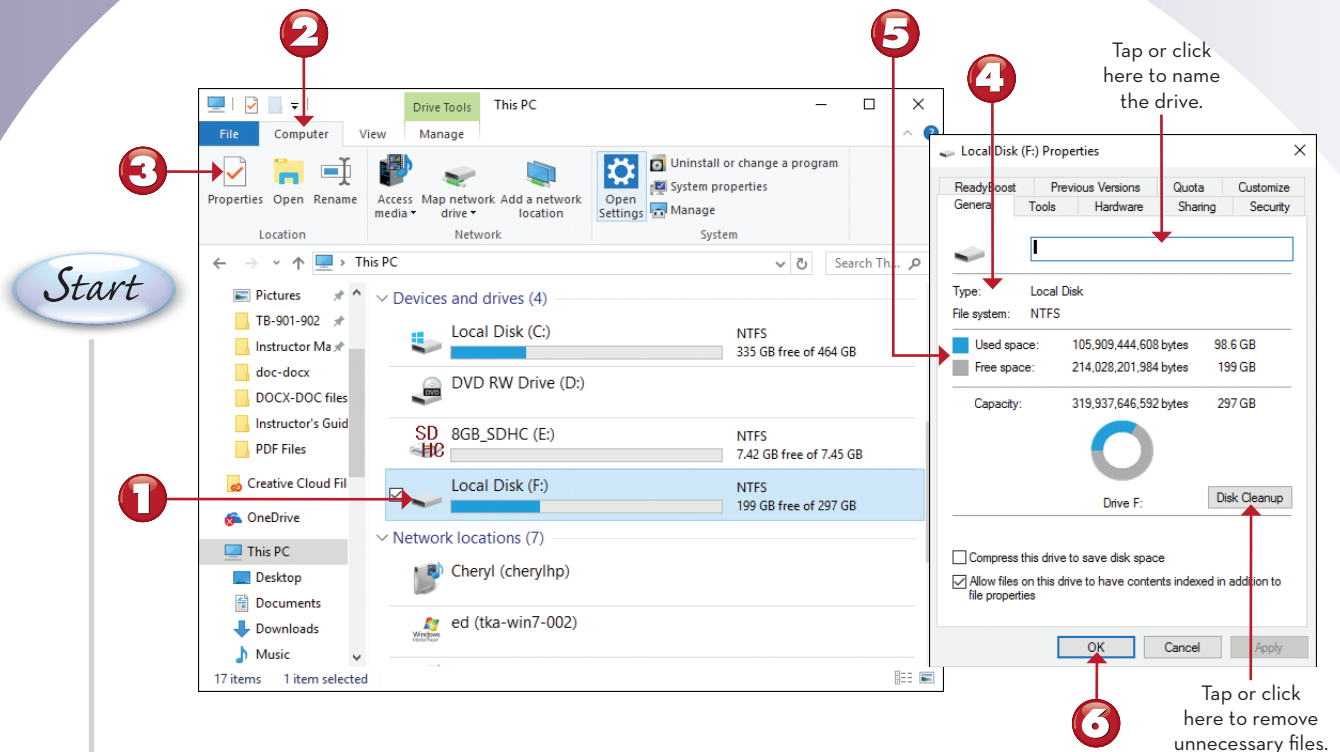 2
5
4
Tap or click
here to name
the drive.
Drive Tools
This PC
File
Computer
View
Manage
3
Properties
Open
Rename
Access media
Map network drive
Add a network location
Open Settings
Uninstall or change a program
System properties
Manage
Location
Network
System
This PC
Search Th...
Start
Pictures
TB-901-902
Instructor Ma
doc-docx
DOCX-DOC files
Instructor's Guid
PDF Files
Creative Cloud Fil
OneDrive
This PC
Desktop
Documents
Downloads
Music
Devices and drives (4)
Local Disk (C:)
NTFS
335 GB free of 464 GB
DVD RW Drive (D:)
DVD
SD
HC
8GB_SDHC (E:)
NTFS
7.42 GB free of 7.45 GB
1
Local Disk (F:)
NTFS
199 GB free of 297 GB
Network locations (7)
Cheryl (cherylhp)
ed (tka-win7-002)
Windows
Media Player
17 items 1 item selected
Local Disk (F:) Properties
ReadyBoost
Previous Versions
Quota
Customize
General
Tools
Hardware
Sharing
Security
Type: Local Disk
File system: NTFS
Used space: 105,909,444,608 bytes 98.6 GB
Free space: 214,028,201,984 bytes 199 GB
Capacity: 319,937,646,592 bytes 297 GB
Drive F:
Disk Cleanup
Compress this drive to save disk space
Allow files on this drive to have contents indexed in addition to
file properties
OK
Cancel
Apply
6
Tap or click
here to remove
unnecessary files.